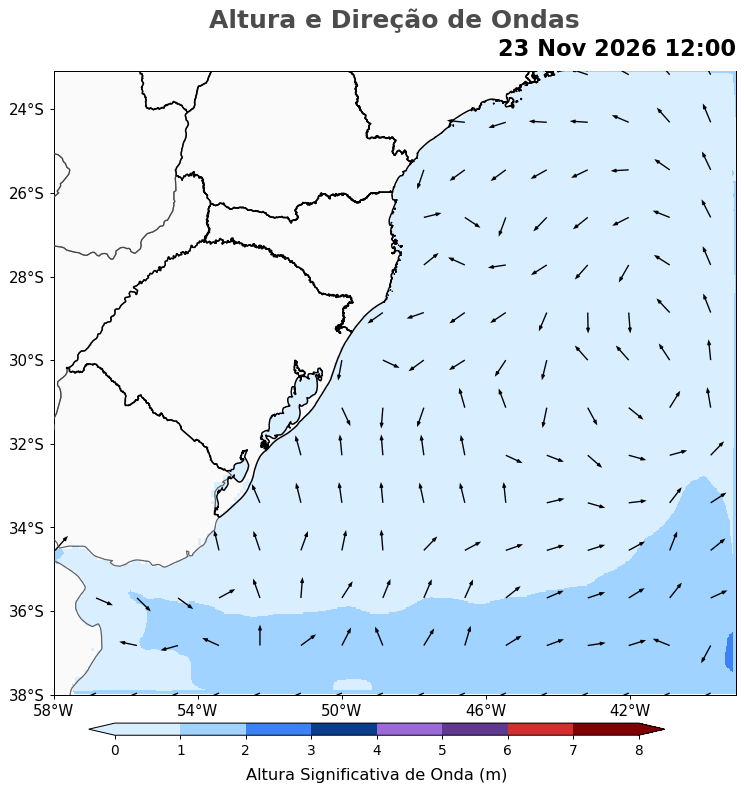 Altura e Direção de Ondas
23 Nov 2026 12:00
24°S
26°S
28°S
30°S
32°S
34°S
36°S
38°S
58°W 54°W 50°W 46°W 42°W
0 1 2 3 4 5 6 7 8
Altura Significativa de Onda (m)